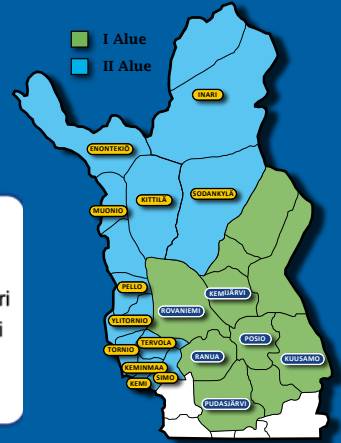 I Alue
II Alue
INARI
ENONTEKIÖ
KITTILÄ
SODANKYLÄ
MUONIO
PELLO
KEMIJÄRVI
ri
ROVANIEMI
YLITORNIO
i
TERVOLA
POSIO
TORNIO
RANUA
KUUSAMO
KEMINMAA
SIMO
KEMI
PUDASJÄRVI